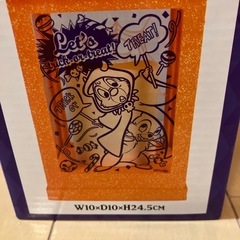 Let's
trick or treat!
TREAT!
W10×D10×H24.5CM